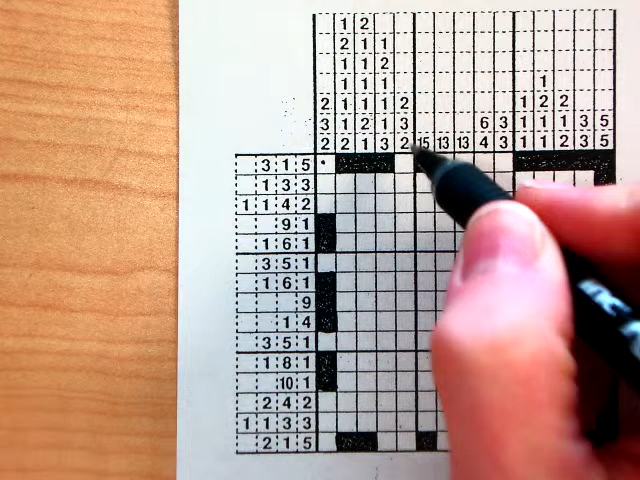 1 2
2 1 1
1 1 2
1 1 1 1
2 1 1 1 2 1 2 2
3 1 2 1 3 6 3 1 1 1 3 5
2 2 1 3 2 15 13 13 4 3 1 1 2 3 5
3 1 5
1 3 3
1 1 4 2
9 1
1 6 1
3 5 1
1 6 1
9
1 4
3 5 1
1 8 1
10 1
2 4 2
1 1 3 3
2 1 5